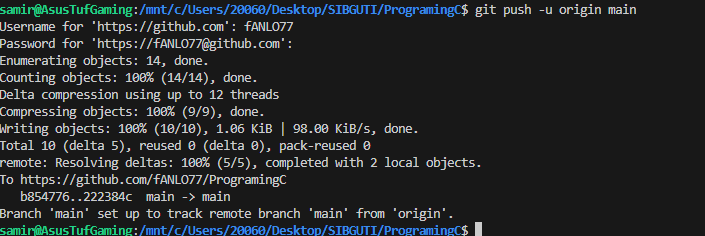 samir@AsusTufGaming:/mnt/c/Users/20060/Desktop/SIBGUTI/ProgramingC$ git push -u origin main
Username for 'https://github.com': fANLO77
Password for 'https://fANLO77@github.com':
Enumerating objects: 14, done.
Counting objects: 100% (14/14), done.
Delta compression using up to 12 threads
Compressing objects: 100% (9/9), done.
Writing objects: 100% (10/10), 1.06 KiB | 98.00 KiB/s, done.
Total 10 (delta 5), reused 0 (delta 0), pack-reused 0
remote: Resolving deltas: 100% (5/5), completed with 2 local objects.
To https://github.com/fANLO77/ProgramingC
   b854776..222384c  main -> main
Branch 'main' set up to track remote branch 'main' from 'origin'.
samir@AsusTufGaming:/mnt/c/Users/20060/Desktop/SIBGUTI/ProgramingC$